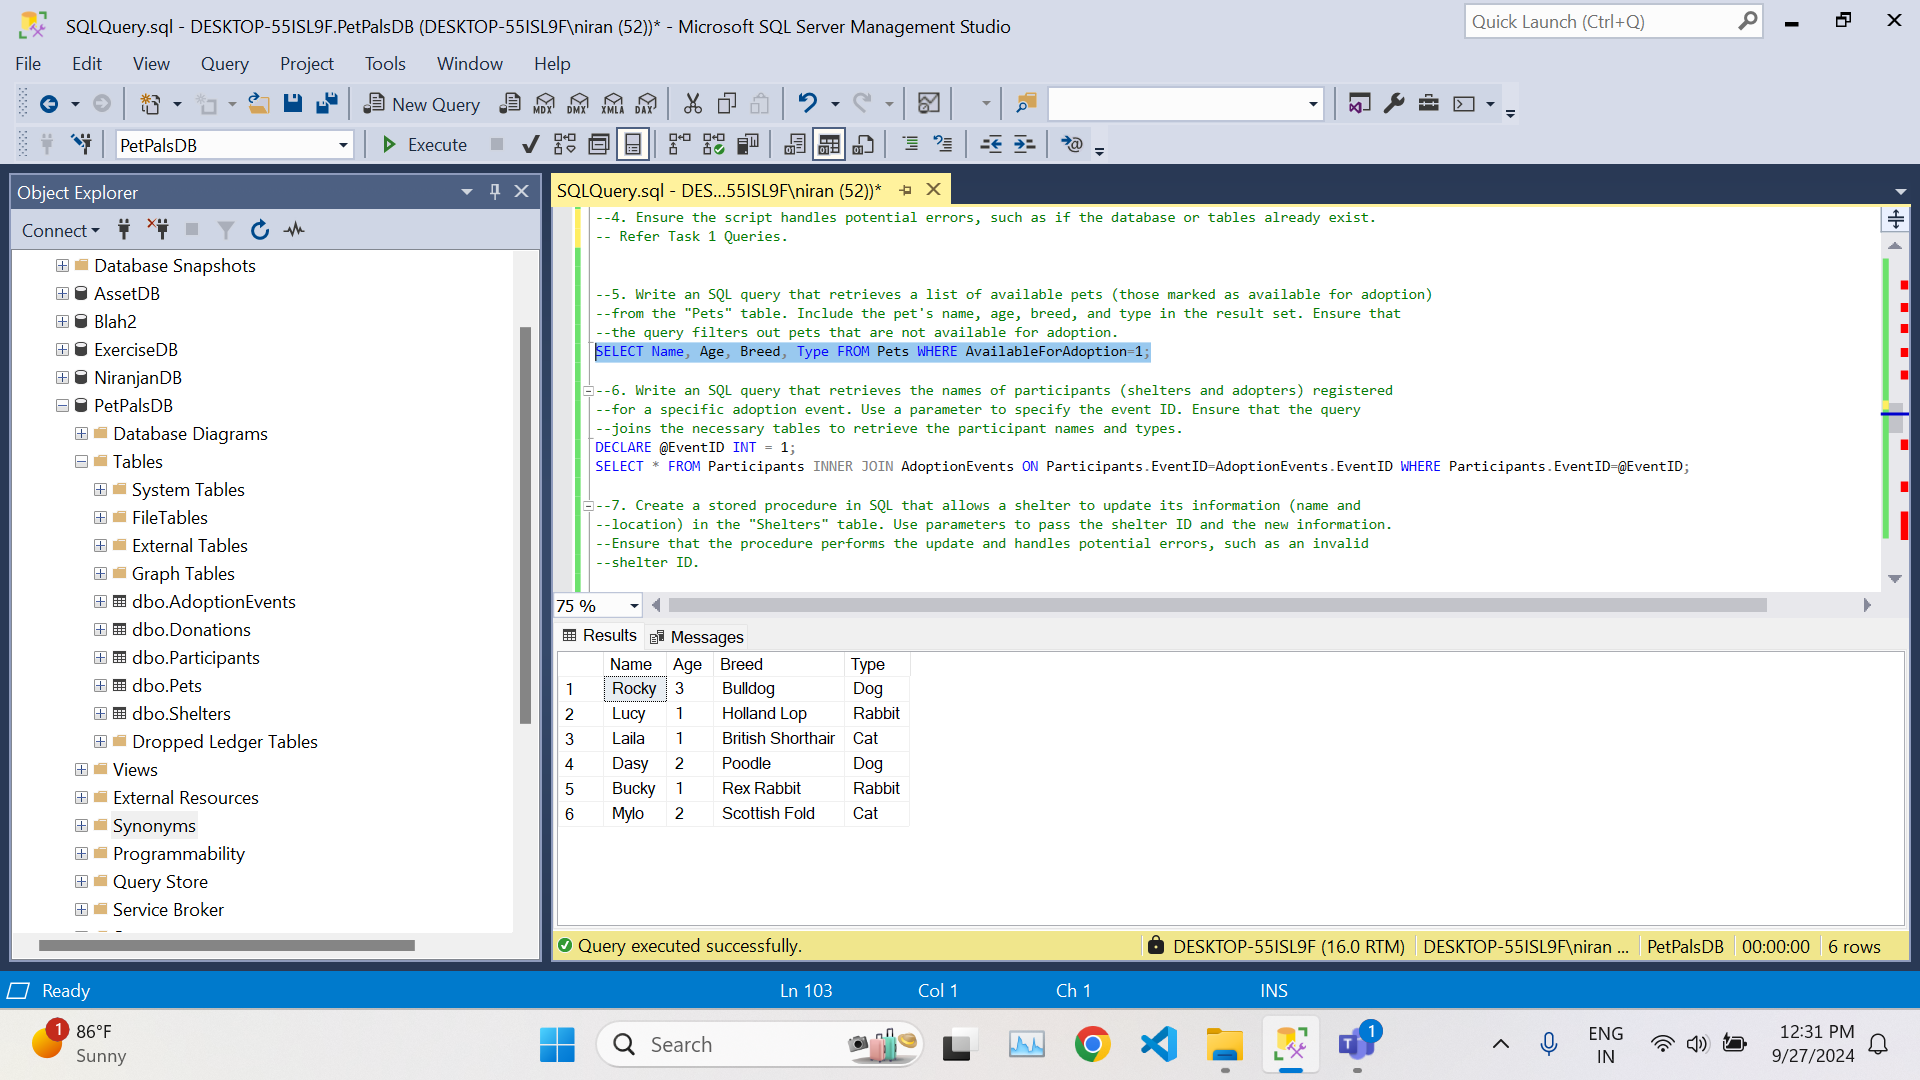 SQLQuery.sql - DESKTOP-55ISL9F.PetPalsDB (DESKTOP-55ISL9F\niran (52))* - Microsoft SQL Server Management Studio
Quick Launch (Ctrl+Q)
File Edit View Query Project Tools Window Help
New Query MDX DMX XMLA DAX
PetPalsDB Execute
Object Explorer
Connect
Database Snapshots
AssetDB
Blah2
ExerciseDB
NiranjanDB
PetPalsDB
Database Diagrams
Tables
System Tables
FileTables
External Tables
Graph Tables
dbo.AdoptionEvents
dbo.Donations
dbo.Participants
dbo.Pets
dbo.Shelters
Dropped Ledger Tables
Views
External Resources
Synonyms
Programmability
Query Store
Service Broker
SQLQuery.sql - DES...55ISL9F\niran (52))*
--4. Ensure the script handles potential errors, such as if the database or tables already exist.
-- Refer Task 1 Queries.
--5. Write an SQL query that retrieves a list of available pets (those marked as available for adoption)
--from the "Pets" table. Include the pet's name, age, breed, and type in the result set. Ensure that
--the query filters out pets that are not available for adoption.
SELECT Name, Age, Breed, Type FROM Pets WHERE AvailableForAdoption=1;
--6. Write an SQL query that retrieves the names of participants (shelters and adopters) registered
--for a specific adoption event. Use a parameter to specify the event ID. Ensure that the query
--joins the necessary tables to retrieve the participant names and types.
DECLARE @EventID INT = 1;
SELECT * FROM Participants INNER JOIN AdoptionEvents ON Participants.EventID=AdoptionEvents.EventID WHERE Participants.EventID=@EventID;
--7. Create a stored procedure in SQL that allows a shelter to update its information (name and
--location) in the "Shelters" table. Use parameters to pass the shelter ID and the new information.
--Ensure that the procedure performs the update and handles potential errors, such as an invalid
--shelter ID.
75 %
Results Messages
Name Age Breed Type
1 Rocky 3 Bulldog Dog
2 Lucy 1 Holland Lop Rabbit
3 Laila 1 British Shorthair Cat
4 Dasy 2 Poodle Dog
5 Bucky 1 Rex Rabbit Rabbit
6 Mylo 2 Scottish Fold Cat
Query executed successfully. DESKTOP-55ISL9F (16.0 RTM) DESKTOP-55ISL9F\niran ... PetPalsDB 00:00:00 6 rows
Ready Ln 103 Col 1 Ch 1 INS
1 86°F
Sunny
Search
1
ENG
IN
12:31 PM
9/27/2024